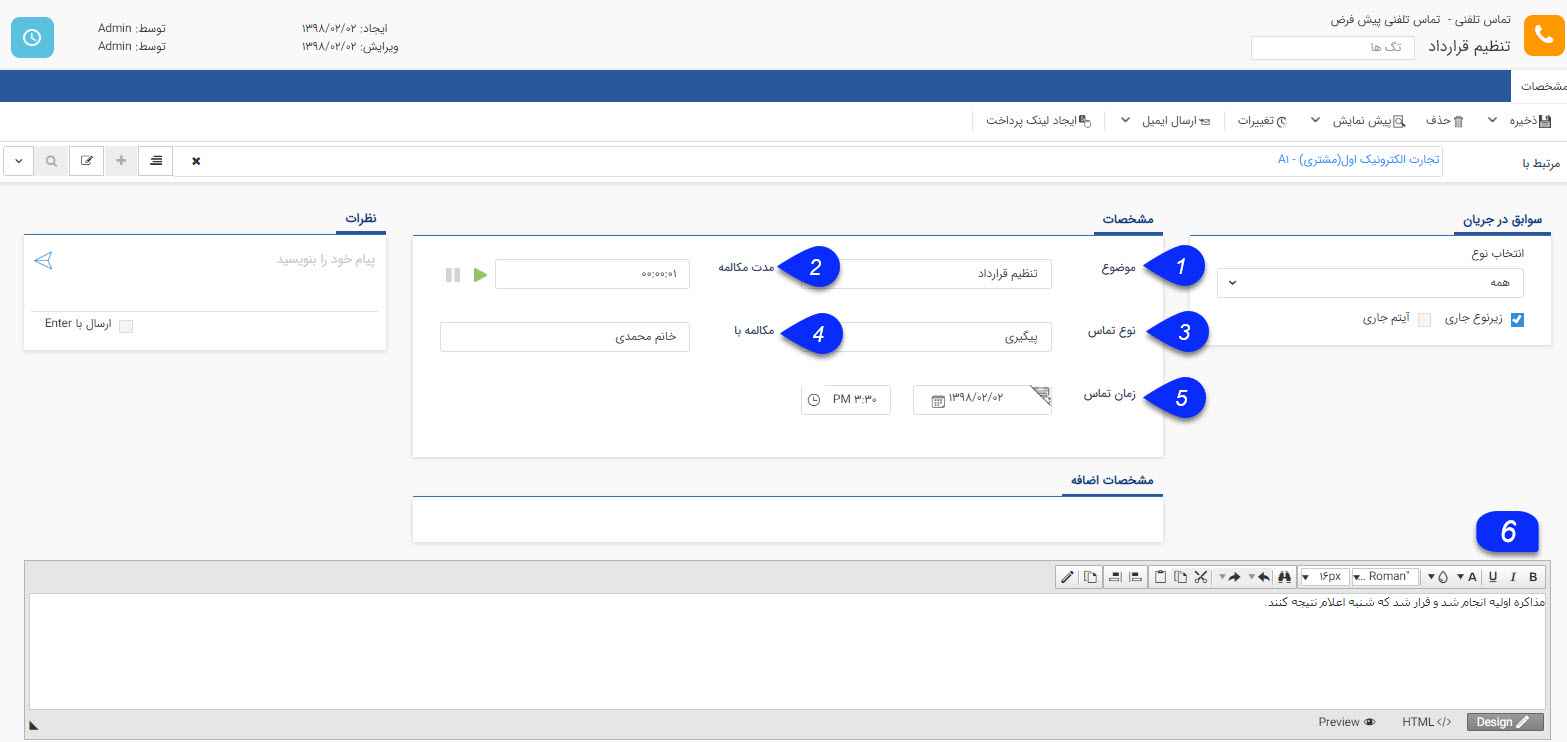 تماس تلفنی - تماس تلفنی پیش فرض
تنظیم قرارداد
تگ ها
ایجاد: ۱۳۹۸/۰۲/۰۲
توسط: Admin
ویرایش: ۱۳۹۸/۰۲/۰۲
توسط: Admin
مشخصات
ذخیره
حذف
پیش نمایش
تغییرات
ارسال ایمیل
ایجاد لینک پرداخت
مرتبط با
تجارت الکترونیک اول(مشتری) - A۱
سوابق در جریان
انتخاب نوع
همه
زیرنوع جاری
آیتم جاری
مشخصات
1
موضوع
تنظیم قرارداد
2
مدت مکالمه
۰۰:۰۰:۰۱
3
نوع تماس
پیگیری
4
مکالمه با
خانم محمدی
5
زمان تماس
۱۳۹۸/۰۲/۰۲
۳:۳۰ PM
مشخصات اضافه
نظرات
پیام خود را بنویسید
ارسال با Enter
6
B I U A
"Roman ...
۱۶px
مذاکره اولیه انجام شد و قرار شد که شنبه اعلام نتیجه کنند.
Design
HTML </>
Preview